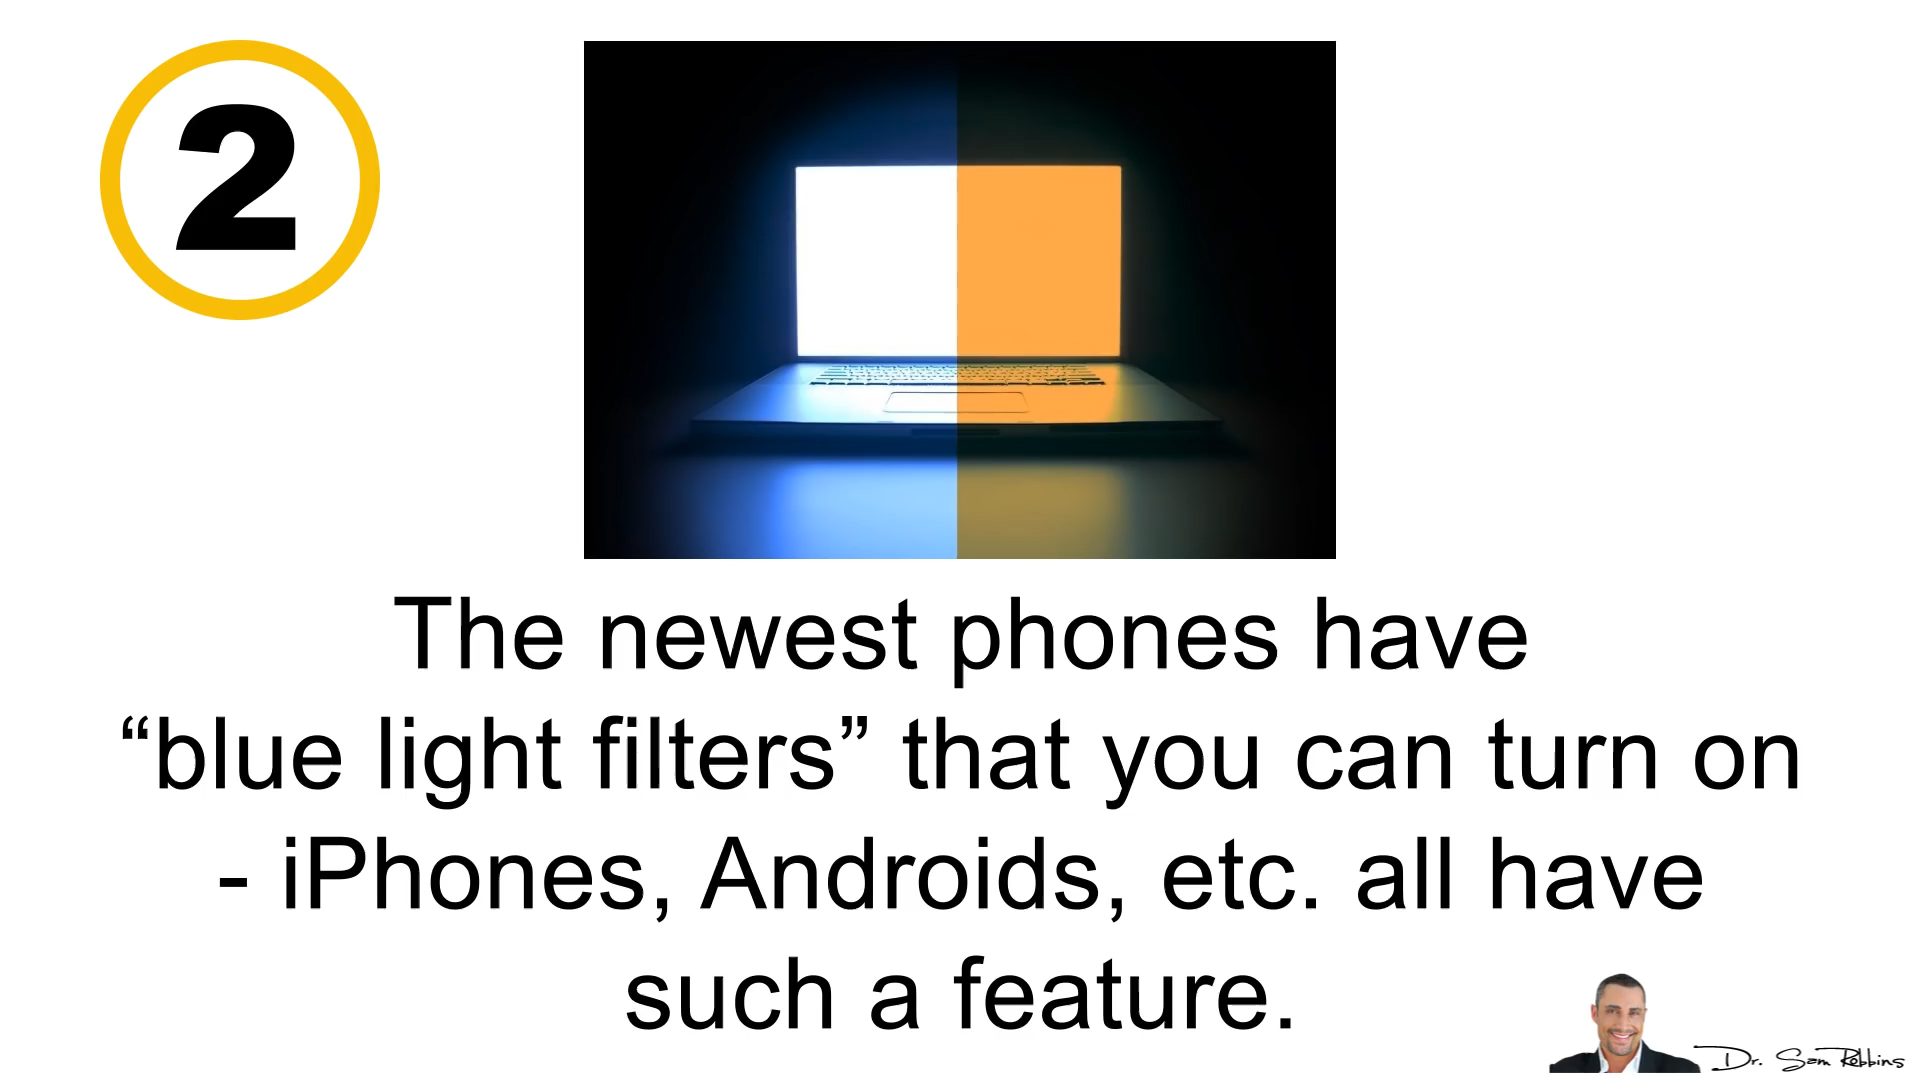 2
The newest phones have
“blue light filters” that you can turn on
- iPhones, Androids, etc. all have
such a feature.
Dr. Sam Robbins